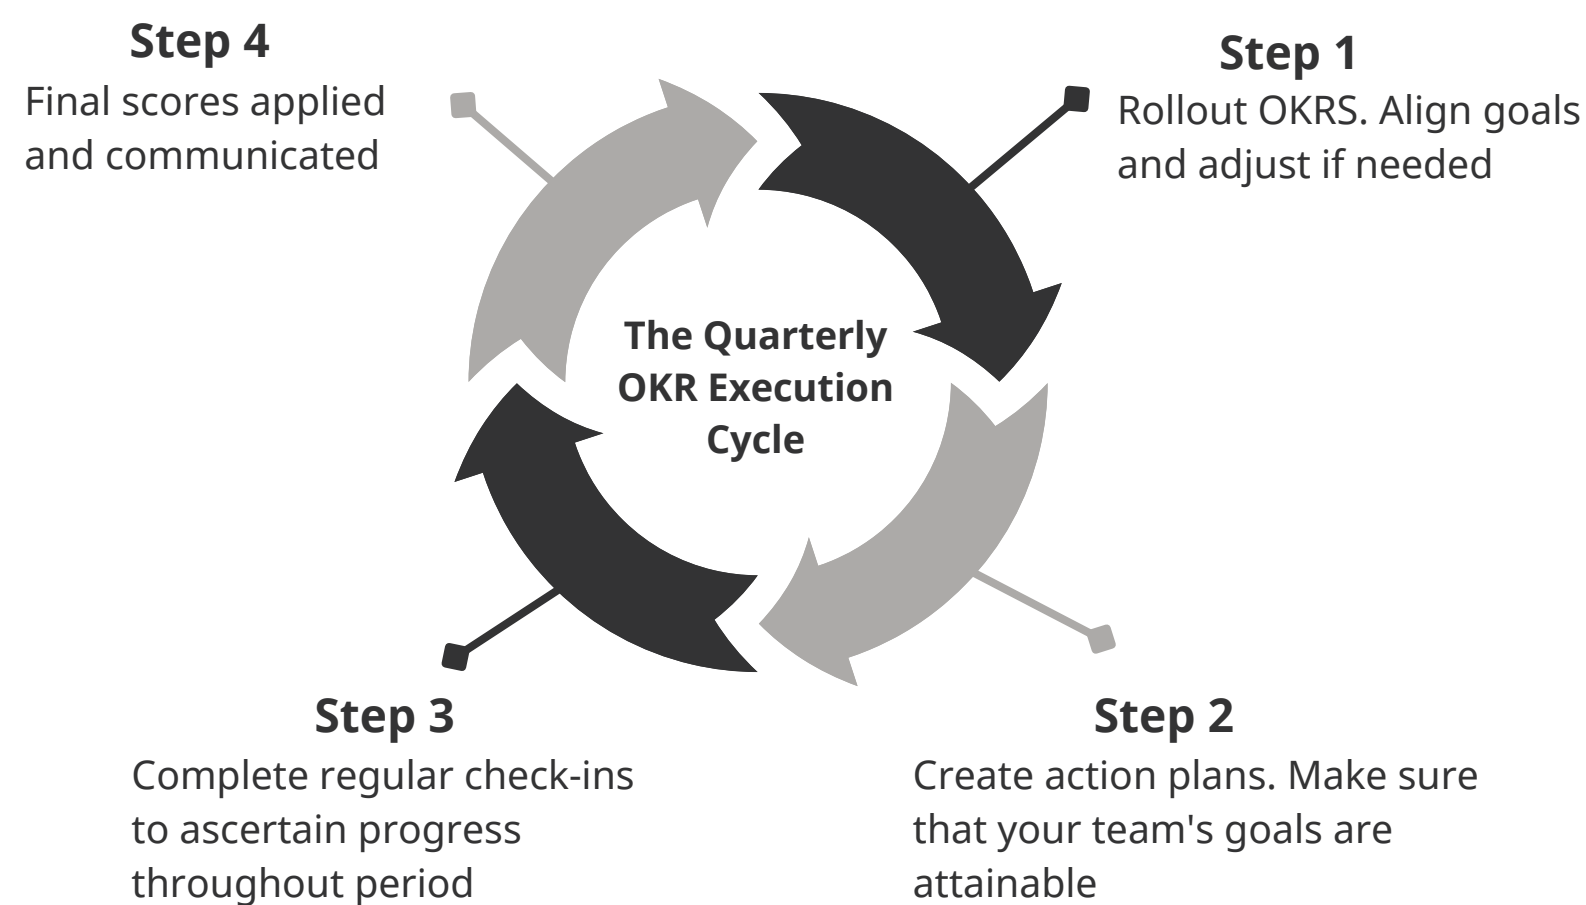 Step 4
Final scores applied
and communicated
Step 1
Rollout OKRS. Align goals
and adjust if needed
The Quarterly
OKR Execution
Cycle
Step 3
Complete regular check-ins
to ascertain progress
throughout period
Step 2
Create action plans. Make sure
that your team's goals are
attainable